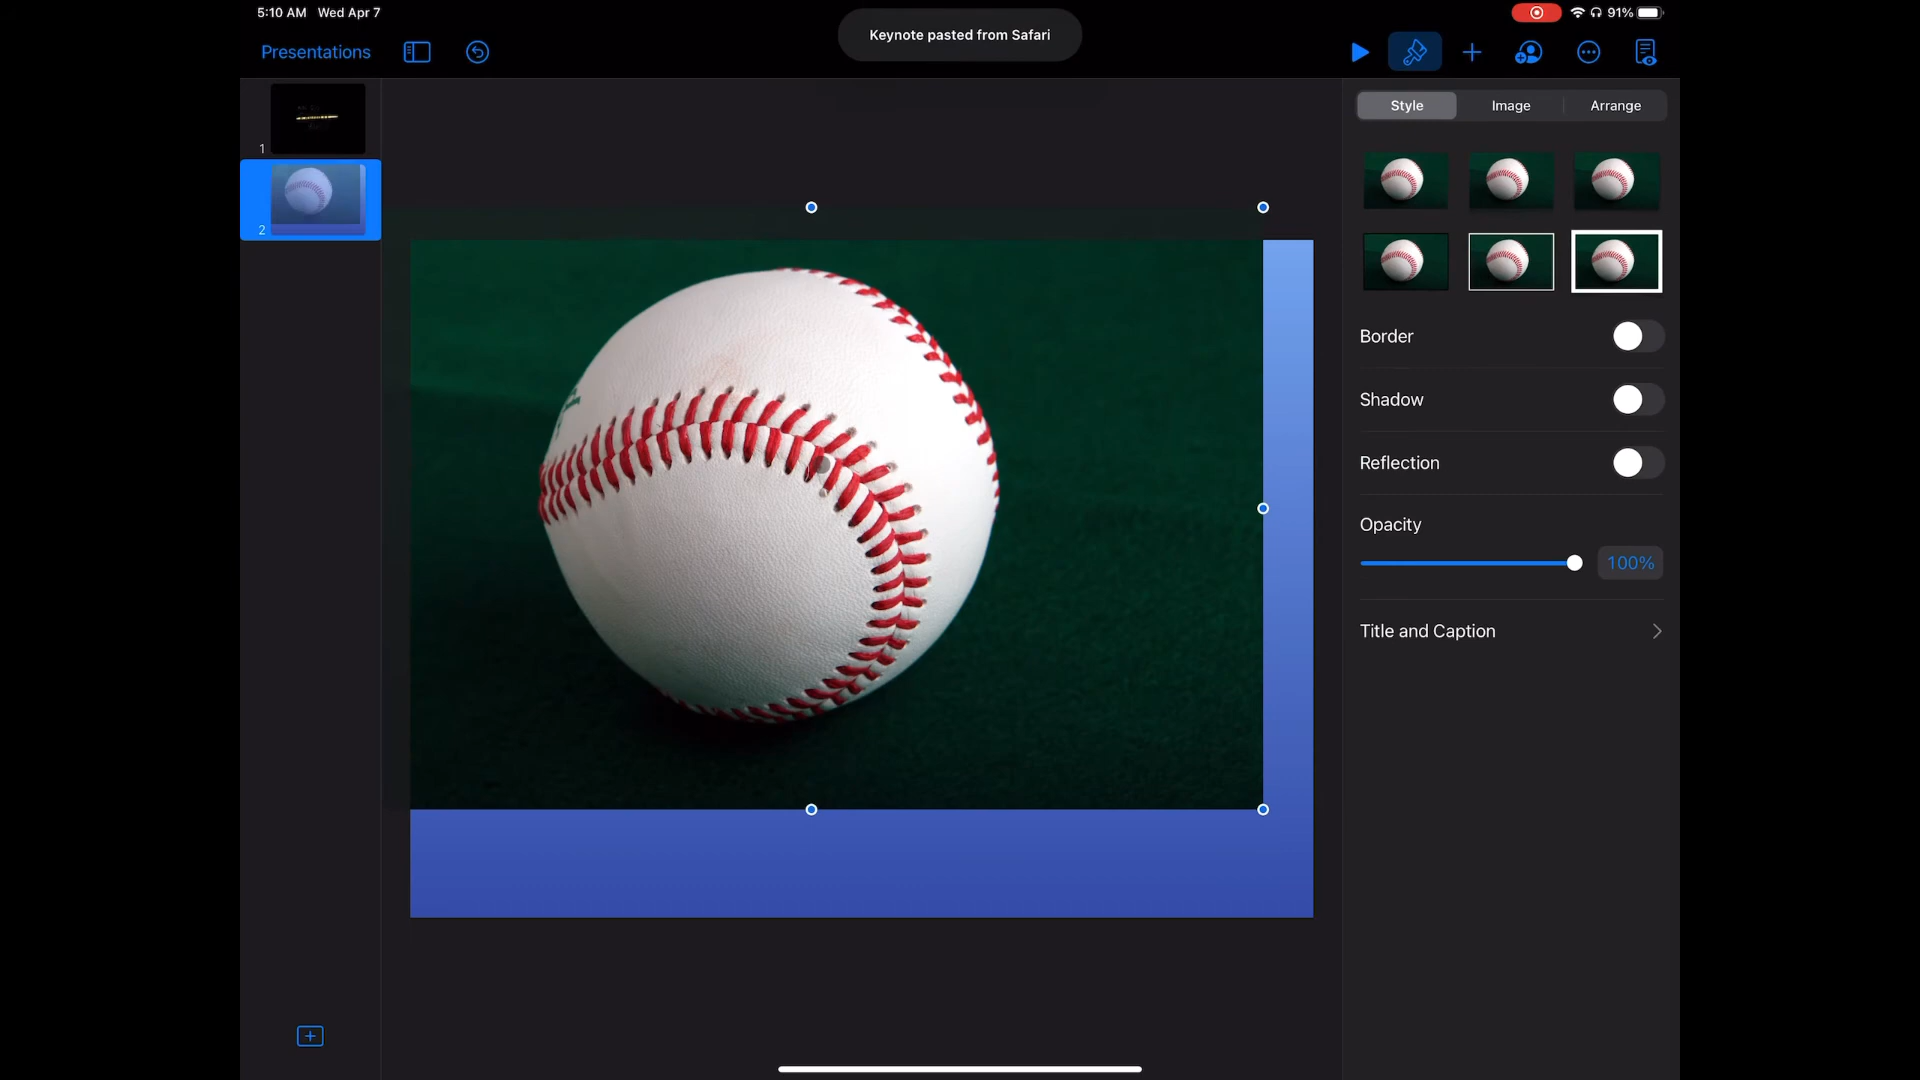 5:10 AM Wed Apr 7
91%
Keynote pasted from Safari
Presentations
1
2
Style
Image
Arrange
Border
Shadow
Reflection
Opacity
100%
Title and Caption